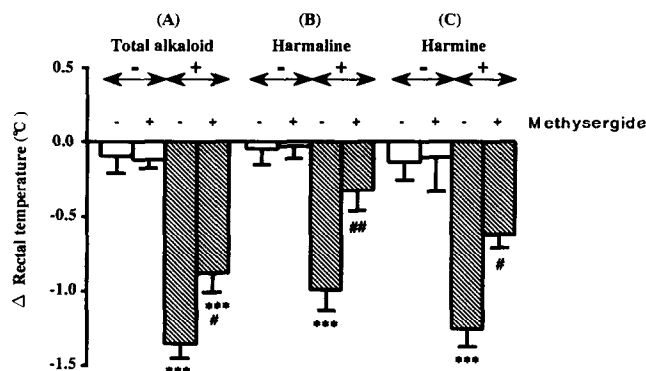 (A) (B) (C)
Total alkaloid Harmaline Harmine
- + - + - +
0.5
- + - + - + - + - + - + Methysergide
0.0
-0.5
## #
-1.0
*** #
***
-1.5
*** ***
Δ Rectal temperature (℃)